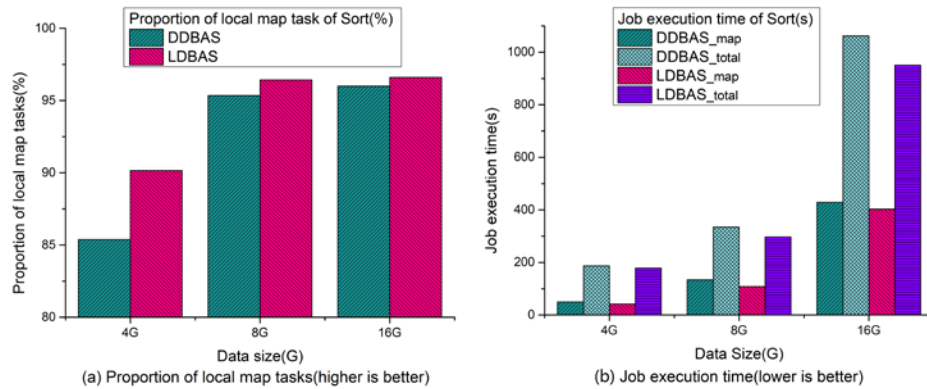 Proportion of local map task of Sort(%)
DDBAS
LDBAS
100
95
90
85
80
Proportion of local map tasks(%)
4G
8G
16G
Data size(G)
(a) Proportion of local map tasks(higher is better)
Job execution time of Sort(s)
DDBAS_map
DDBAS_total
LDBAS_map
LDBAS_total
1000
800
600
400
200
0
Job execution time(s)
4G
8G
16G
Data Size(G)
(b) Job execution time(lower is better)